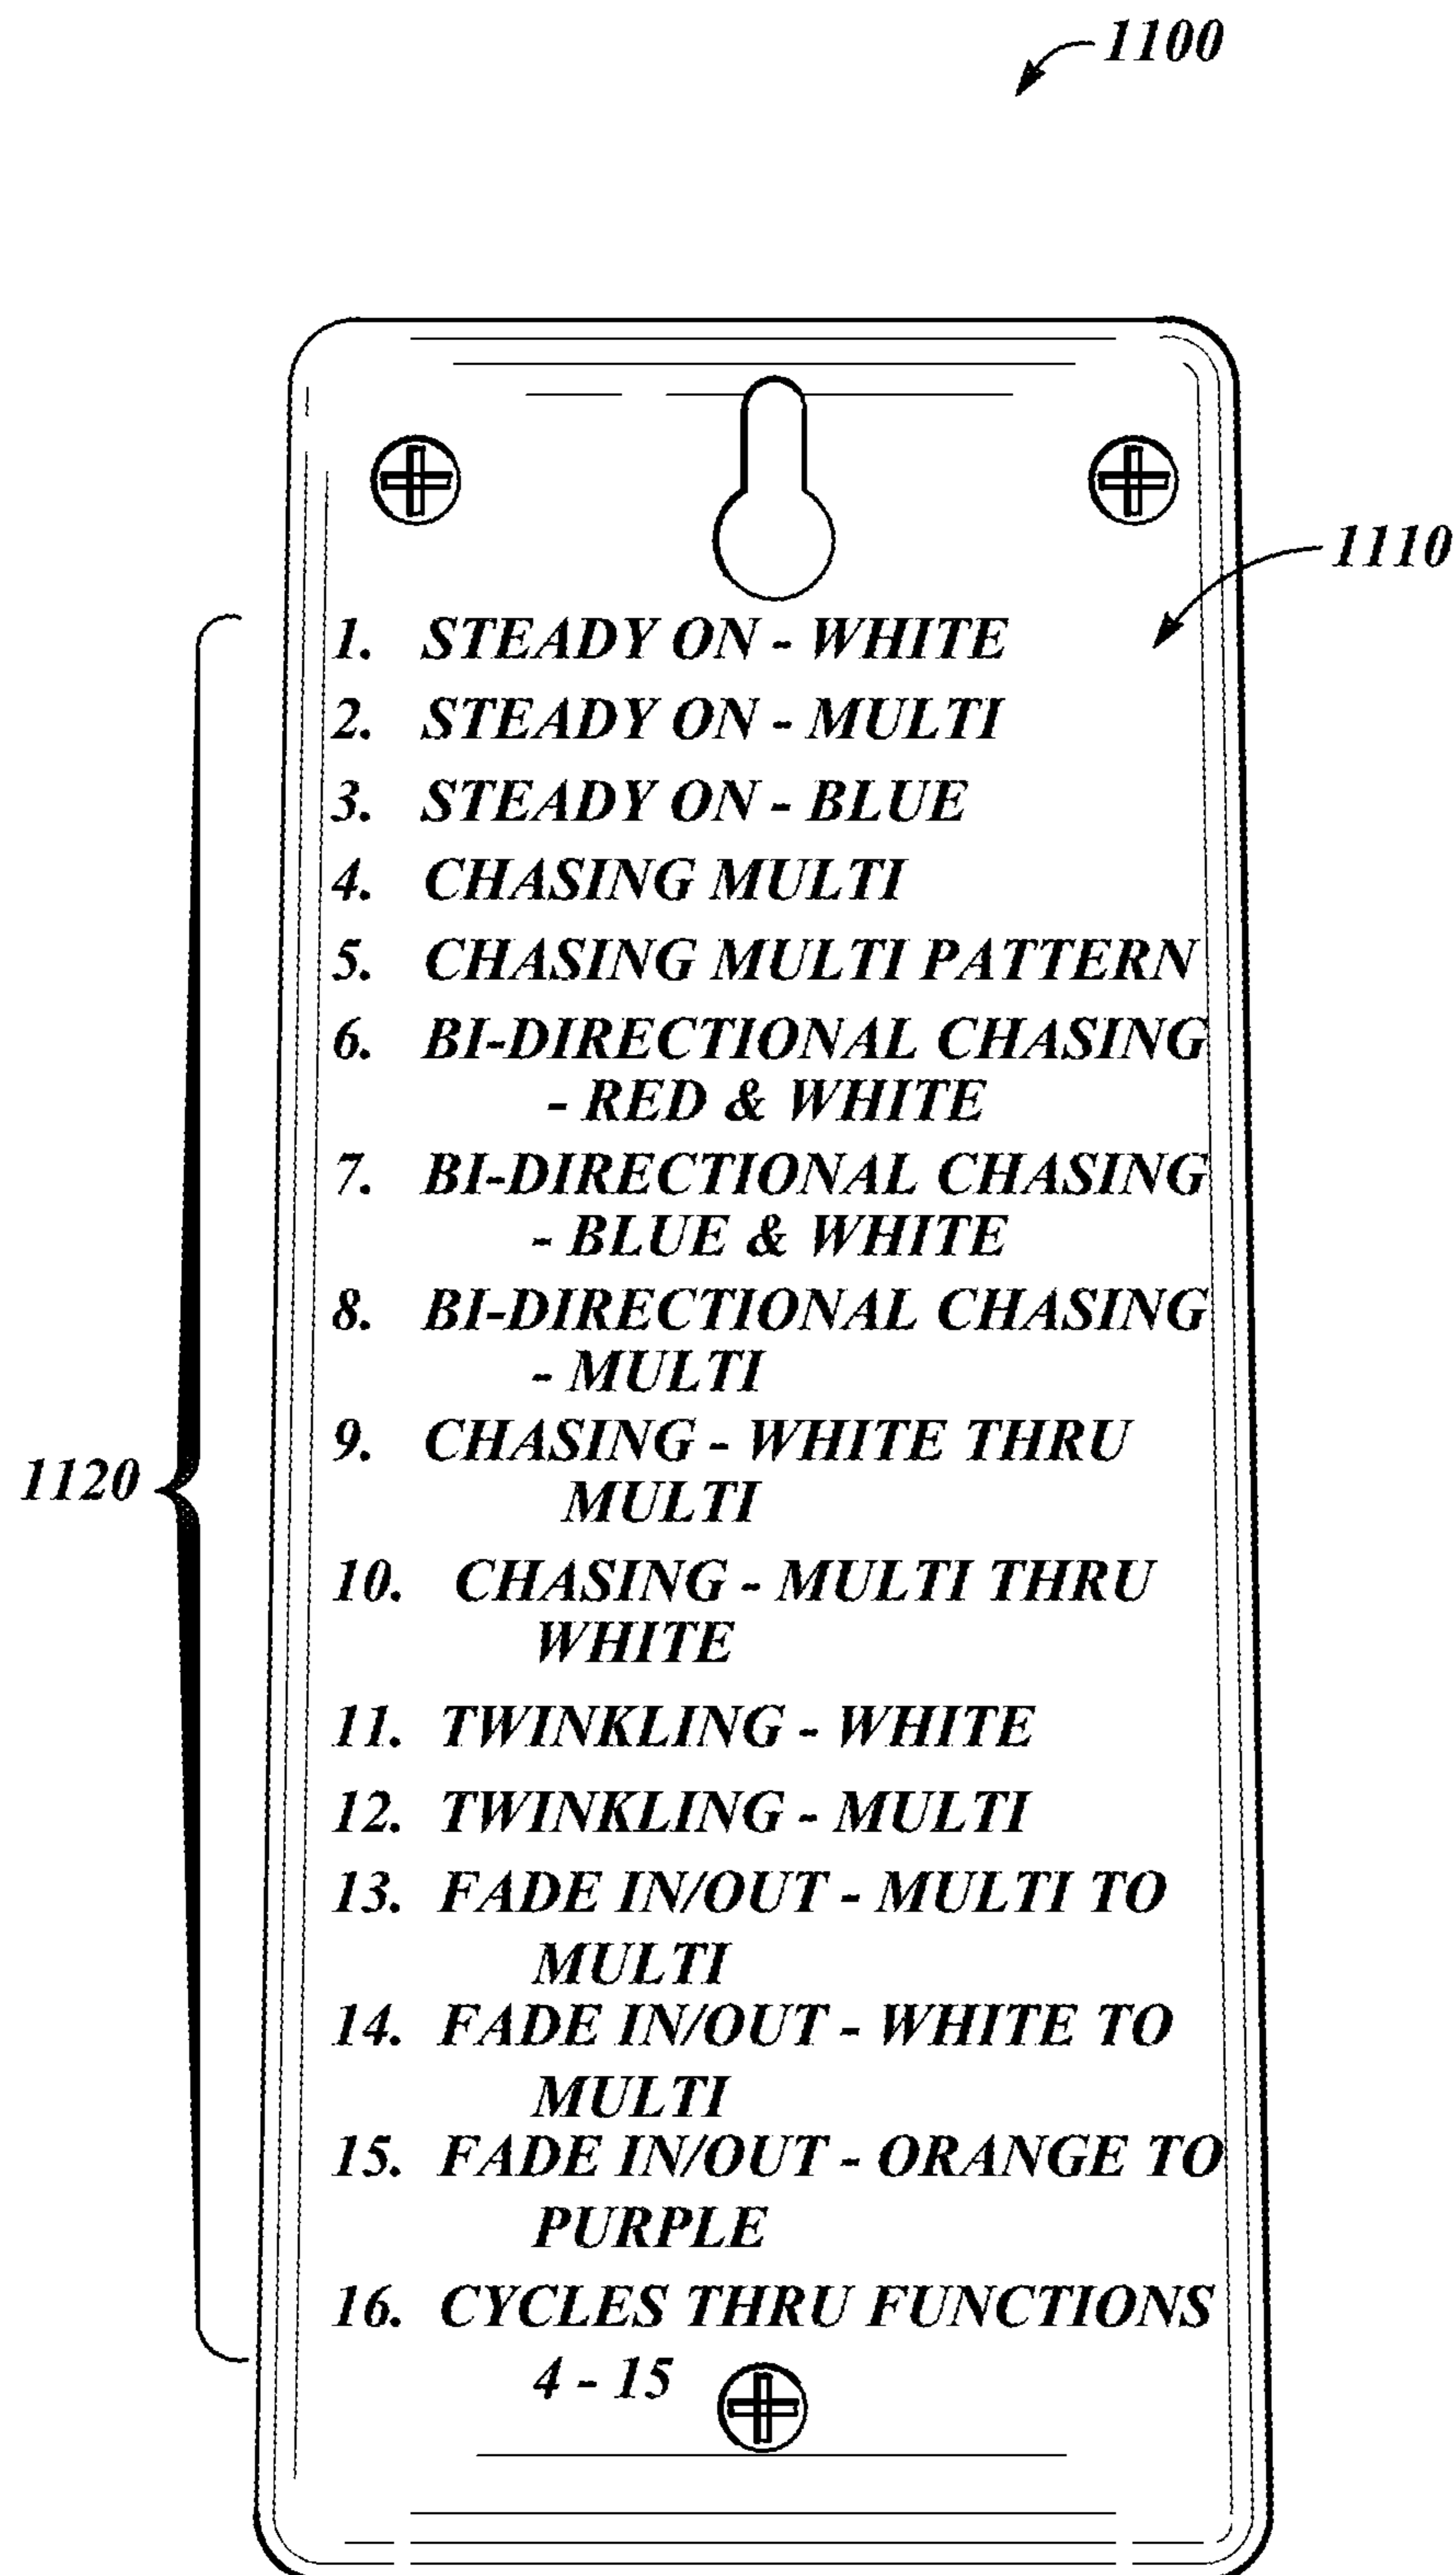 1100
1110
1. STEADY ON - WHITE
2. STEADY ON - MULTI
3. STEADY ON - BLUE
4. CHASING MULTI
5. CHASING MULTI PATTERN
6. BI-DIRECTIONAL CHASING
- RED & WHITE
7. BI-DIRECTIONAL CHASING
- BLUE & WHITE
8. BI-DIRECTIONAL CHASING
- MULTI
9. CHASING - WHITE THRU
MULTI
1120
10. CHASING - MULTI THRU
WHITE
11. TWINKLING - WHITE
12. TWINKLING - MULTI
13. FADE IN/OUT - MULTI TO
MULTI
14. FADE IN/OUT - WHITE TO
MULTI
15. FADE IN/OUT - ORANGE TO
PURPLE
16. CYCLES THRU FUNCTIONS
4 - 15